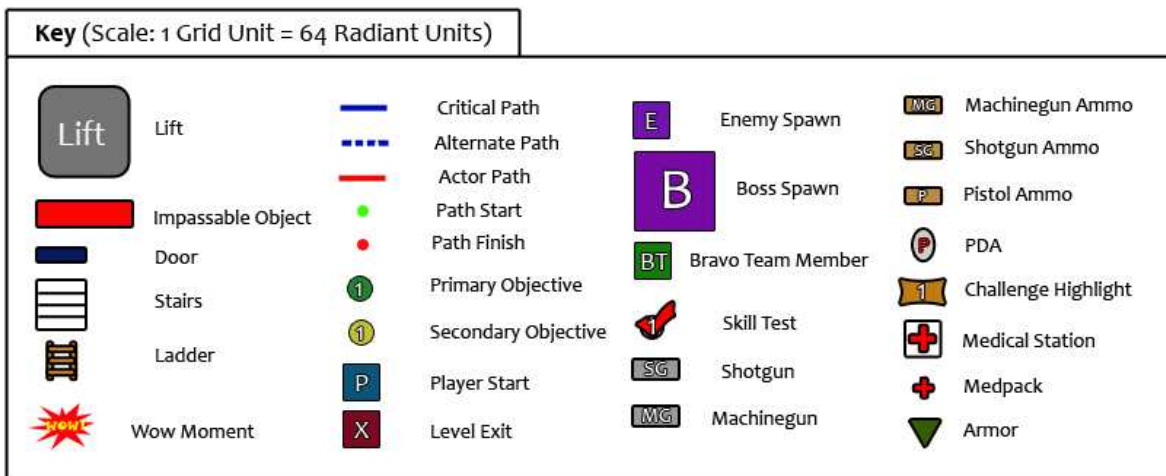 Key (Scale: 1 Grid Unit = 64 Radiant Units)
Lift
Lift
Impassable Object
Door
Stairs
Ladder
WOW!
Wow Moment
Critical Path
Alternate Path
Actor Path
Path Start
Path Finish
1
Primary Objective
1
Secondary Objective
P
Player Start
X
Level Exit
E
Enemy Spawn
B
Boss Spawn
BT
Bravo Team Member
1
Skill Test
SG
Shotgun
MG
Machinegun
MG
Machinegun Ammo
SG
Shotgun Ammo
P
Pistol Ammo
P
PDA
1
Challenge Highlight
Medical Station
Medpack
Armor